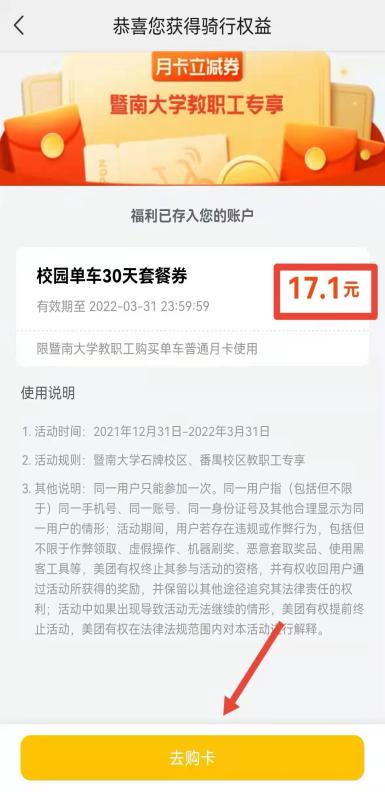 恭喜您获得骑行权益
月卡立减券
暨南大学教职工专享
福利已存入您的账户
校园单车30天套餐券
17.1元
有效期至 2022-03-31 23:59:59
限暨南大学教职工购买单车普通月卡使用
使用说明
1. 活动时间：2021年12月31日-2022年3月31日
2. 活动规则：暨南大学石牌校区、番禺校区教职工专享
3. 其他说明：同一用户只能参加一次。同一用户指（包括但不限
于）同一手机号、同一账号、同一身份证号及其他合理显示为同
一用户的情形；活动期间，用户若存在违规或作弊行为，包括但
不限于作弊领取、虚假操作、机器刷奖、恶意套取奖品、使用黑
客工具等，美团有权终止其参与活动的资格，并有权收回用户通
过活动所获得的奖励，并保留以其他途径追究其法律责任的权
利；活动中如果出现导致活动无法继续的情形，美团有权提前终
止活动，美团有权在法律法规范围内对本活动进行解释。
去购卡